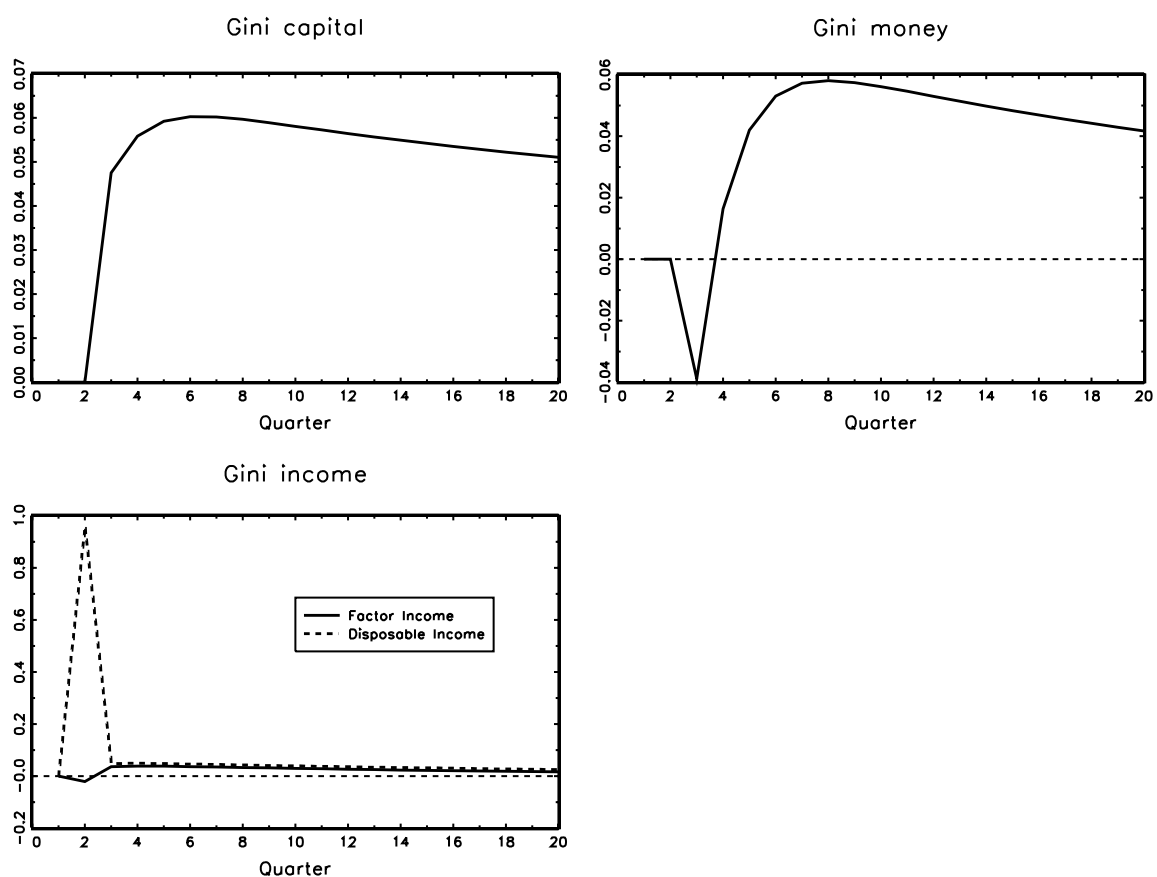 Gini capital
0.07
0.06
0.05
0.04
0.03
0.02
0.01
0.00
0 2 4 6 8 10 12 14 16 18 20
Quarter
Gini money
0.06
0.04
0.02
0.00
−0.02
−0.04
0 2 4 6 8 10 12 14 16 18 20
Quarter
Gini income
1.0
0.8
0.6
0.4
0.2
−0.0
−0.2
0 2 4 6 8 10 12 14 16 18 20
Quarter
Factor Income
Disposable Income